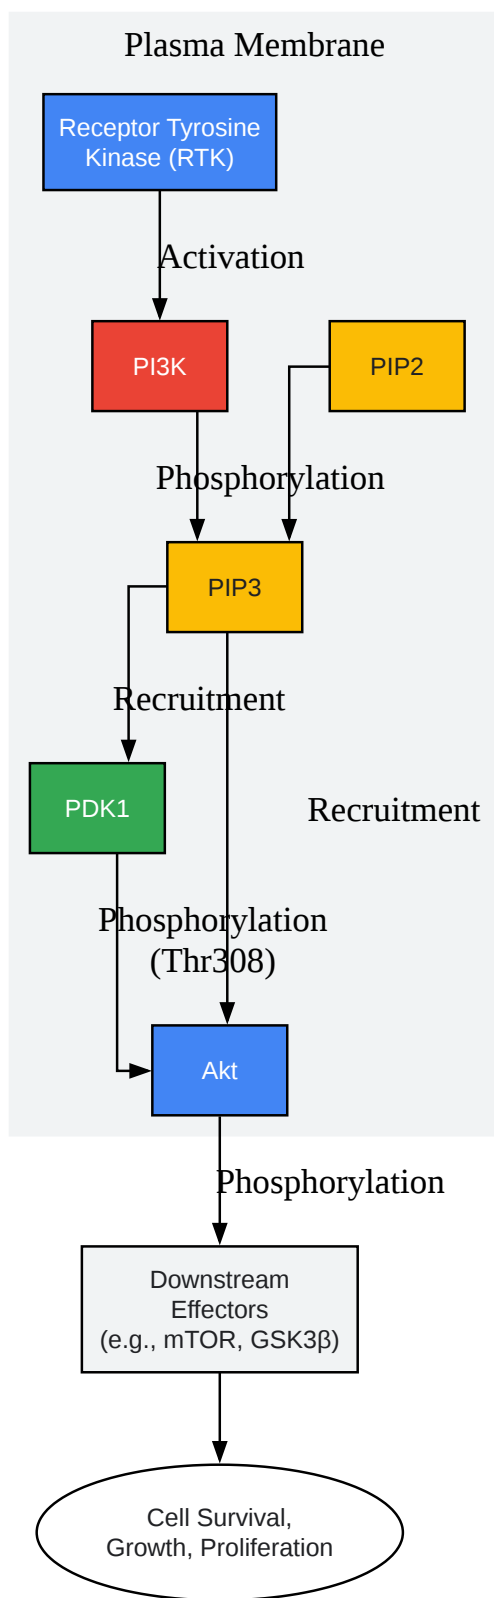 Plasma Membrane
Receptor Tyrosine
Kinase (RTK)
Activation
PI3K
PIP2
Phosphorylation
PIP3
Recruitment
PDK1
Recruitment
Phosphorylation
(Thr308)
Akt
Phosphorylation
Downstream
Effectors
(e.g., mTOR, GSK3β)
Cell Survival,
Growth, Proliferation